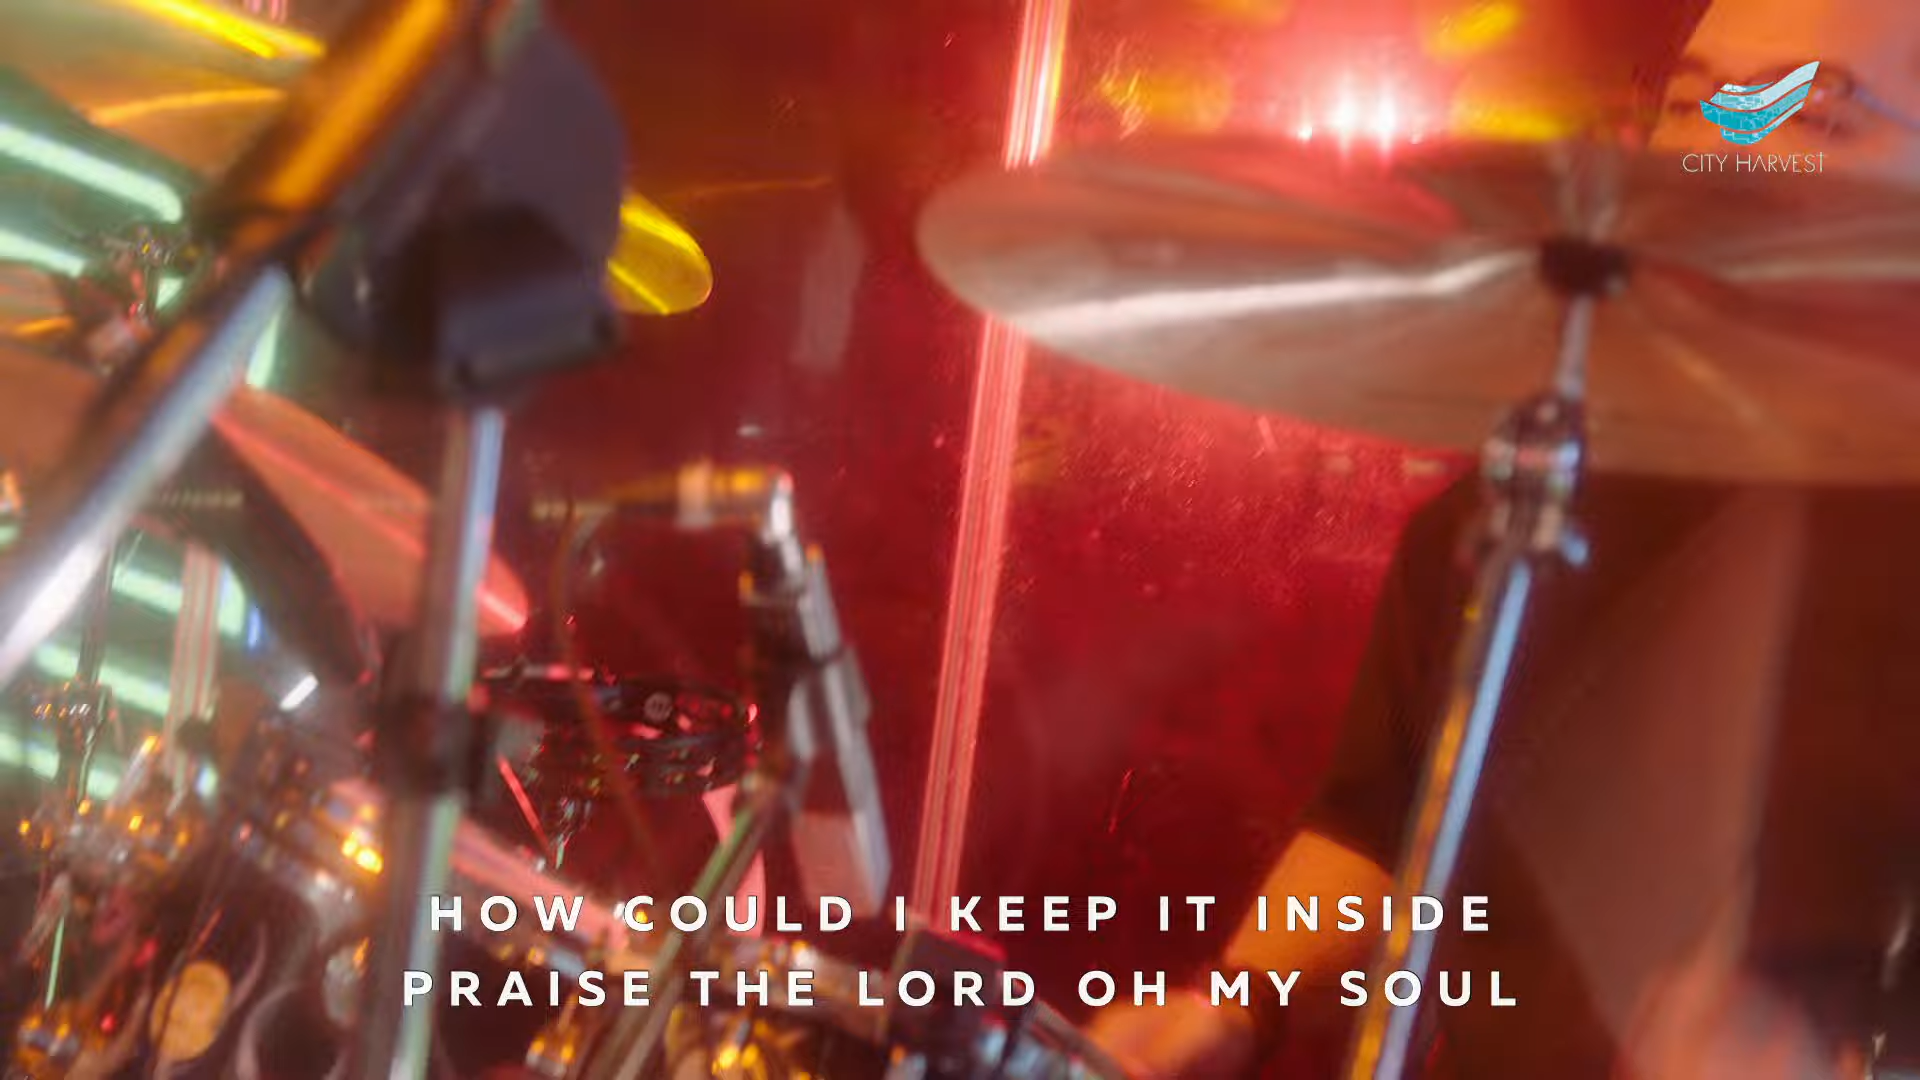 CITY HARVEST
HOW COULD I KEEP IT INSIDE
PRAISE THE LORD OH MY SOUL